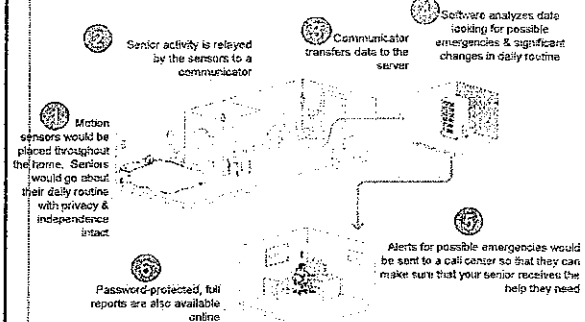 1 Motion
sensors would be
placed throughout
the home. Seniors
would go about
their daily routine
with privacy &
independence
intact
2 Senior activity is relayed
by the sensors to a
communicator
3 Communicator
transfers data to the
server
Software analyzes data
looking for possible
emergencies & significant
changes in daily routine
Alerts for possible emergencies would
be sent to a call center so that they can
make sure that your senior receives the
help they need
Password-protected, full
reports are also available
online